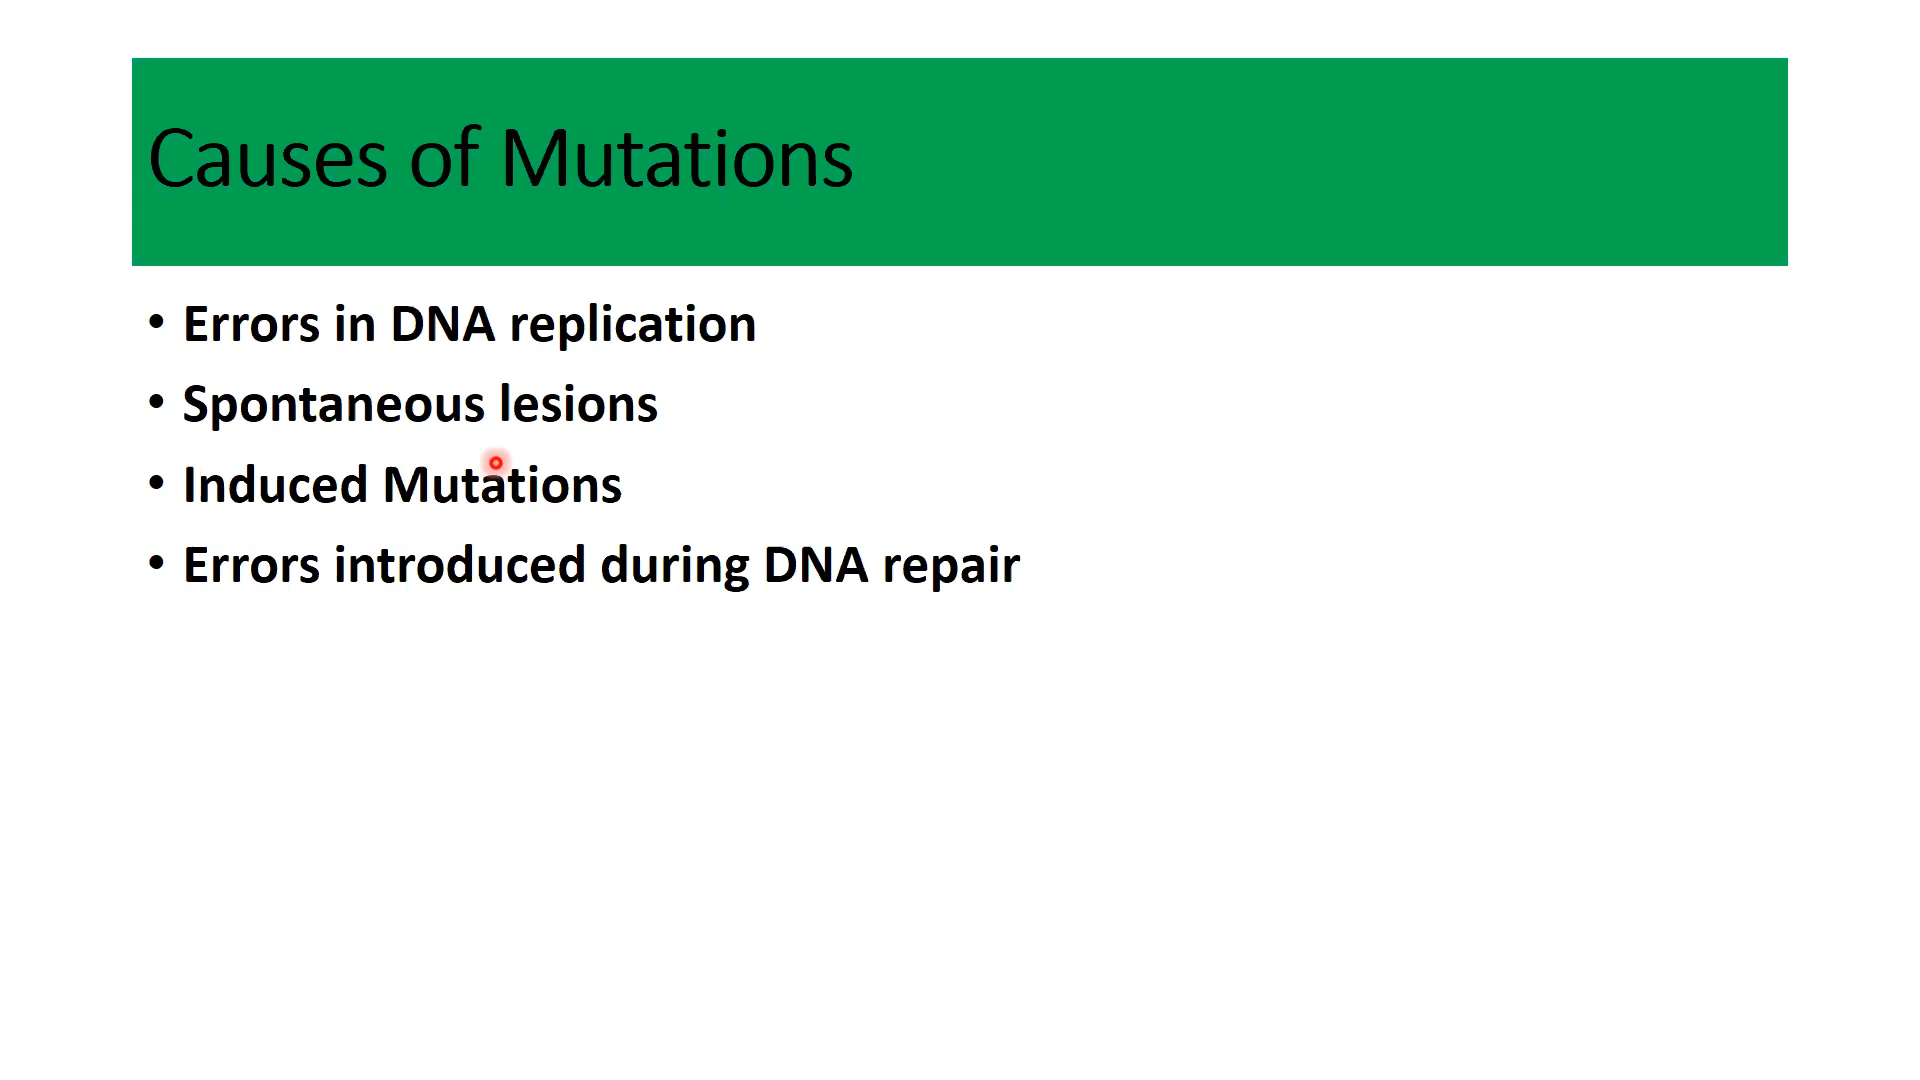 Causes of Mutations
• Errors in DNA replication
• Spontaneous lesions
• Induced Mutations
• Errors introduced during DNA repair